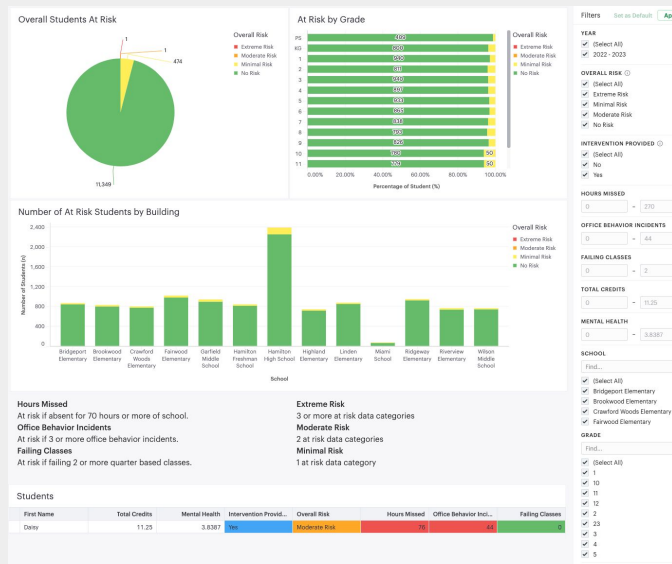 Overall Students At Risk
Overall Risk
Extreme Risk
Moderate Risk
Minimal Risk
No Risk
1
1
474
11,349
At Risk by Grade
Overall Risk
Extreme Risk
Moderate Risk
Minimal Risk
No Risk
PS
KG
1
2
3
4
5
6
7
8
9
10 50
11 50
0.00% 20.00% 40.00% 60.00% 80.00% 100.00%
Percentage of Student (%)
Number of At Risk Students by Building
Overall Risk
Extreme Risk
Moderate Risk
Minimal Risk
No Risk
Number of Students (n)
2,400
2,000
1,600
1,200
800
400
0
Bridgeport Elementary
Brookwood Elementary
Crawford Woods Elementary
Fairwood Elementary
Garfield Middle School
Hamilton Freshman School
Hamilton High School
Highland Elementary
Linden Elementary
Miami School
Ridgeway Elementary
Riverview Elementary
Wilson Middle School
School
Hours Missed
At risk if absent for 70 hours or more of school.
Office Behavior Incidents
At risk if 3 or more office behavior incidents.
Failing Classes
At risk if failing 2 or more quarter based classes.
Extreme Risk
3 or more at risk data categories
Moderate Risk
2 at risk data categories
Minimal Risk
1 at risk data category
Students
First Name Total Credits Mental Health Intervention Provid... Overall Risk Hours Missed Office Behavior Inci... Failing Classes
Daisy 11.25 3.8387 Yes Moderate Risk 76 44 0
Filters Set as Default Ap
YEAR
(Select All)
2022 - 2023
OVERALL RISK
(Select All)
Extreme Risk
Minimal Risk
Moderate Risk
No Risk
INTERVENTION PROVIDED
(Select All)
No
Yes
HOURS MISSED
0 - 270
OFFICE BEHAVIOR INCIDENTS
0 - 44
FAILING CLASSES
0 - 2
TOTAL CREDITS
0 - 11.25
MENTAL HEALTH
0 - 3.8387
SCHOOL
Find...
(Select All)
Bridgeport Elementary
Brookwood Elementary
Crawford Woods Elementary
Fairwood Elementary
GRADE
Find...
(Select All)
1
10
11
12
2
23
3
4
5